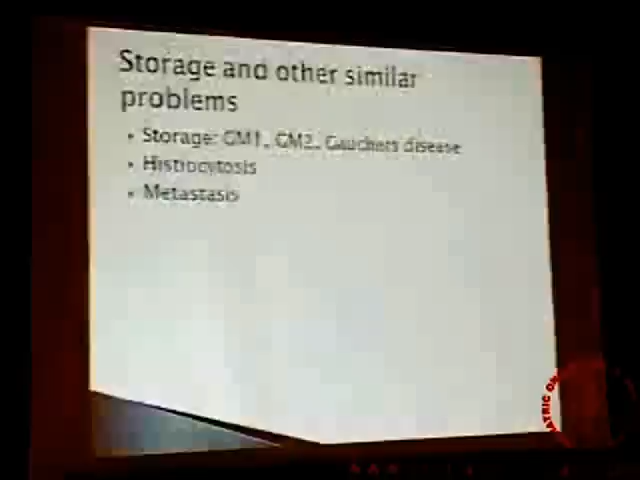 Storage and other similar
problems
• Storage: GM1, GM2, Gauchers disease
• Histiocytosis
• Metastasis